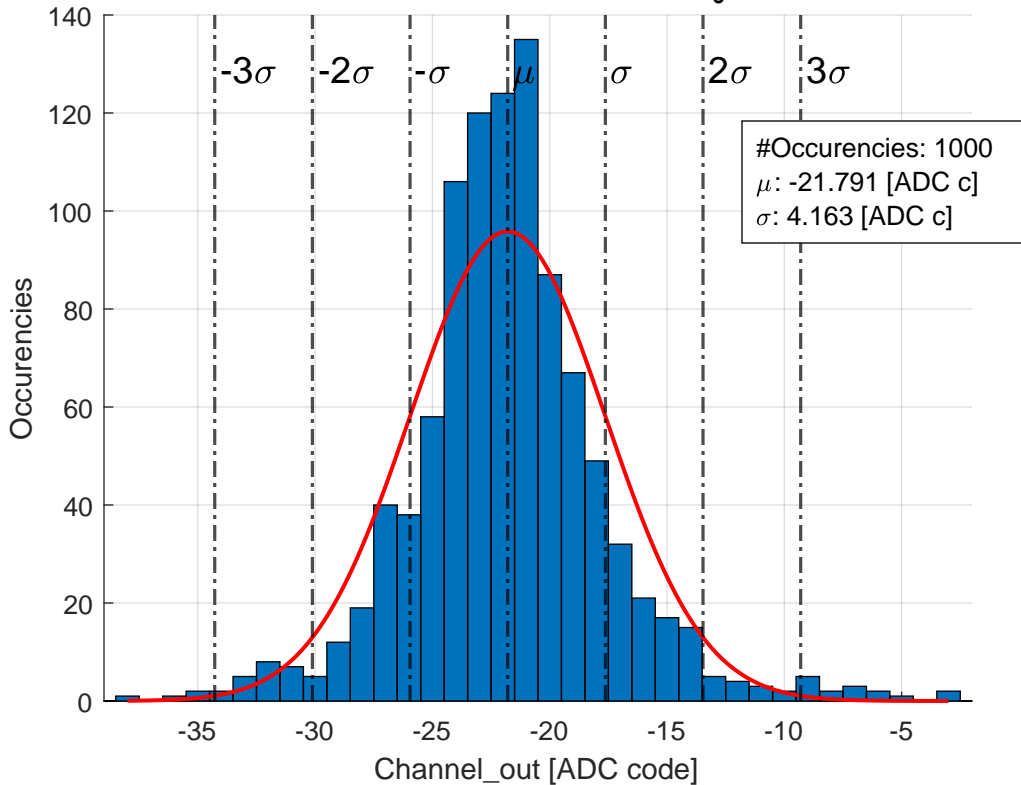 140
120
100
80
60
40
20
0
Occurencies
-3σ
-2σ
-σ
μ
σ
2σ
3σ
#Occurencies: 1000
μ: -21.791 [ADC c]
σ: 4.163 [ADC c]
-35
-30
-25
-20
-15
-10
-5
Channel_out [ADC code]